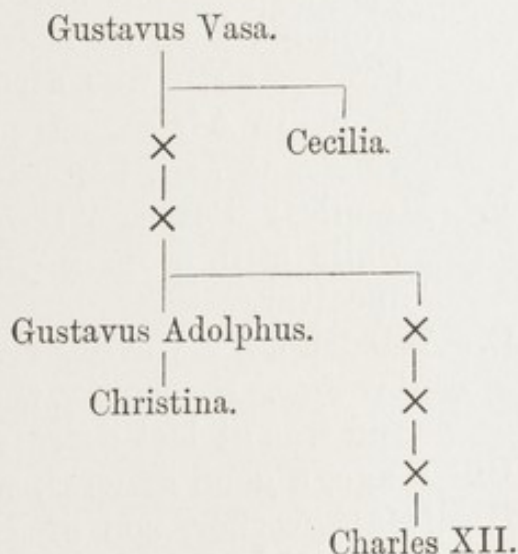 Gustavus Vasa.
Cecilia.
Gustavus Adolphus.
Christina.
Charles XII.